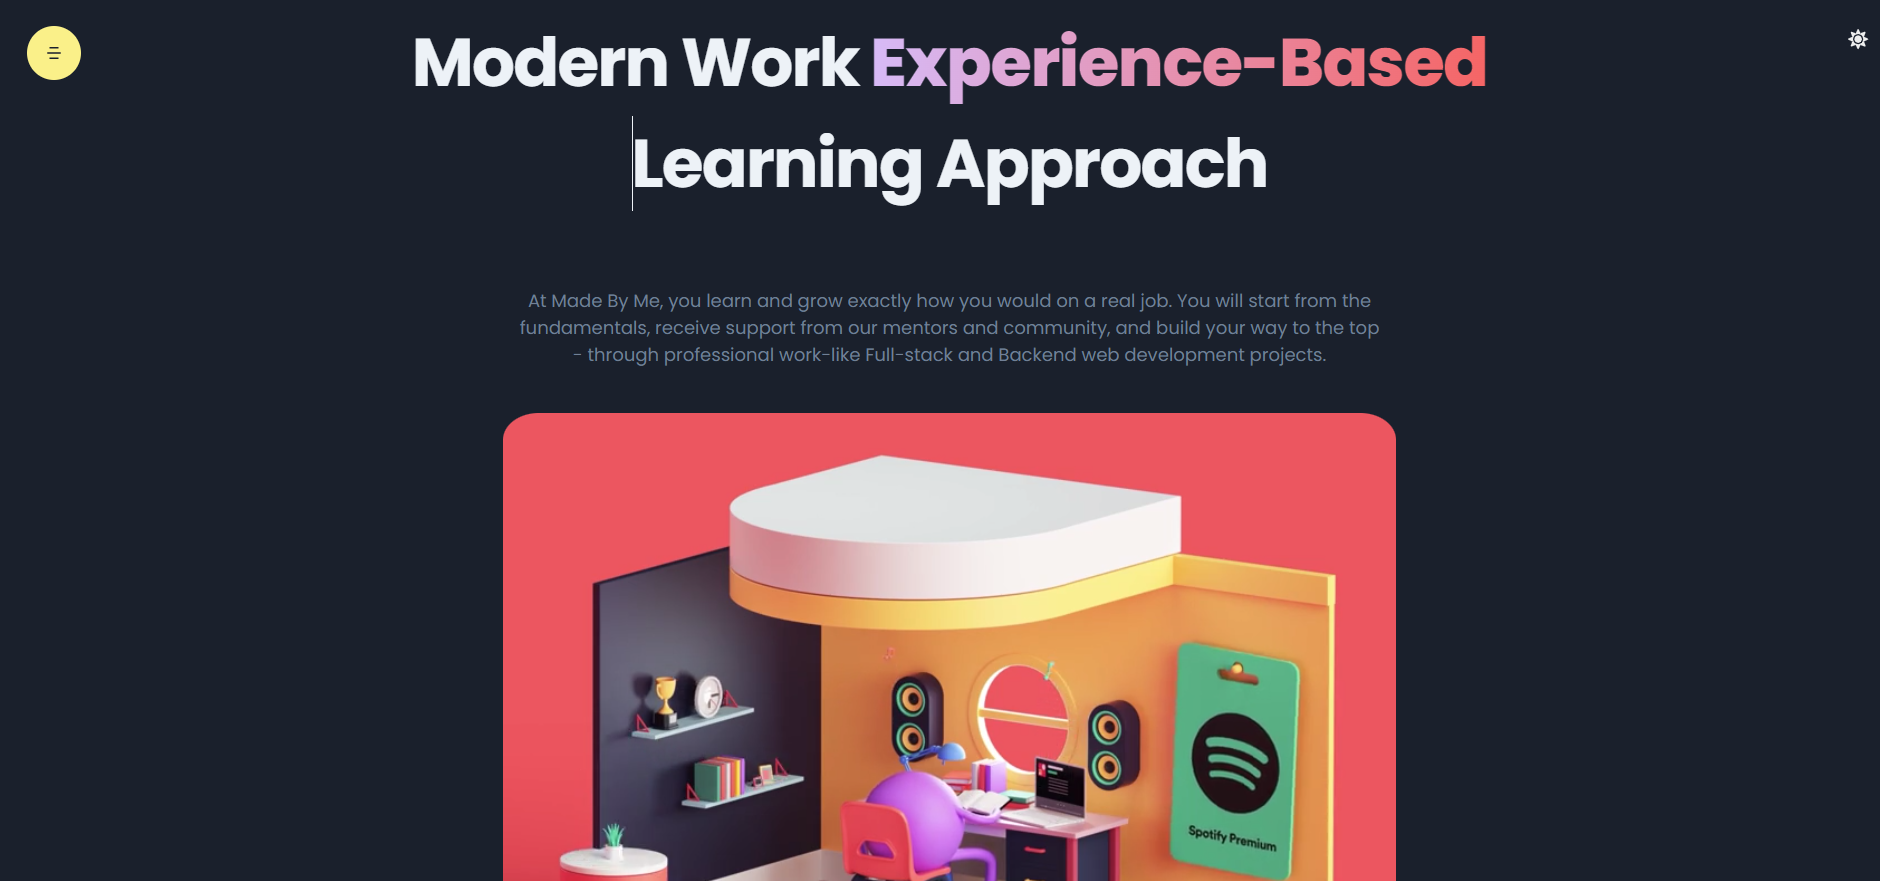 Modern Work Experience-Based
Learning Approach
At Made By Me, you learn and grow exactly how you would on a real job. You will start from the
fundamentals, receive support from our mentors and community, and build your way to the top
- through professional work-like Full-stack and Backend web development projects.
Spotify Premium